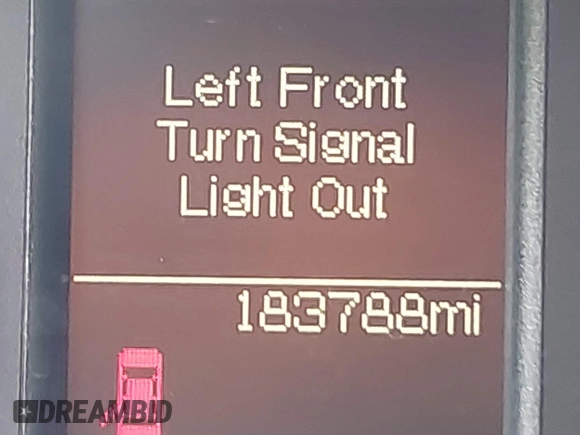 Left Front
Turn Signal
Light Out
183788mi
DREAMBID